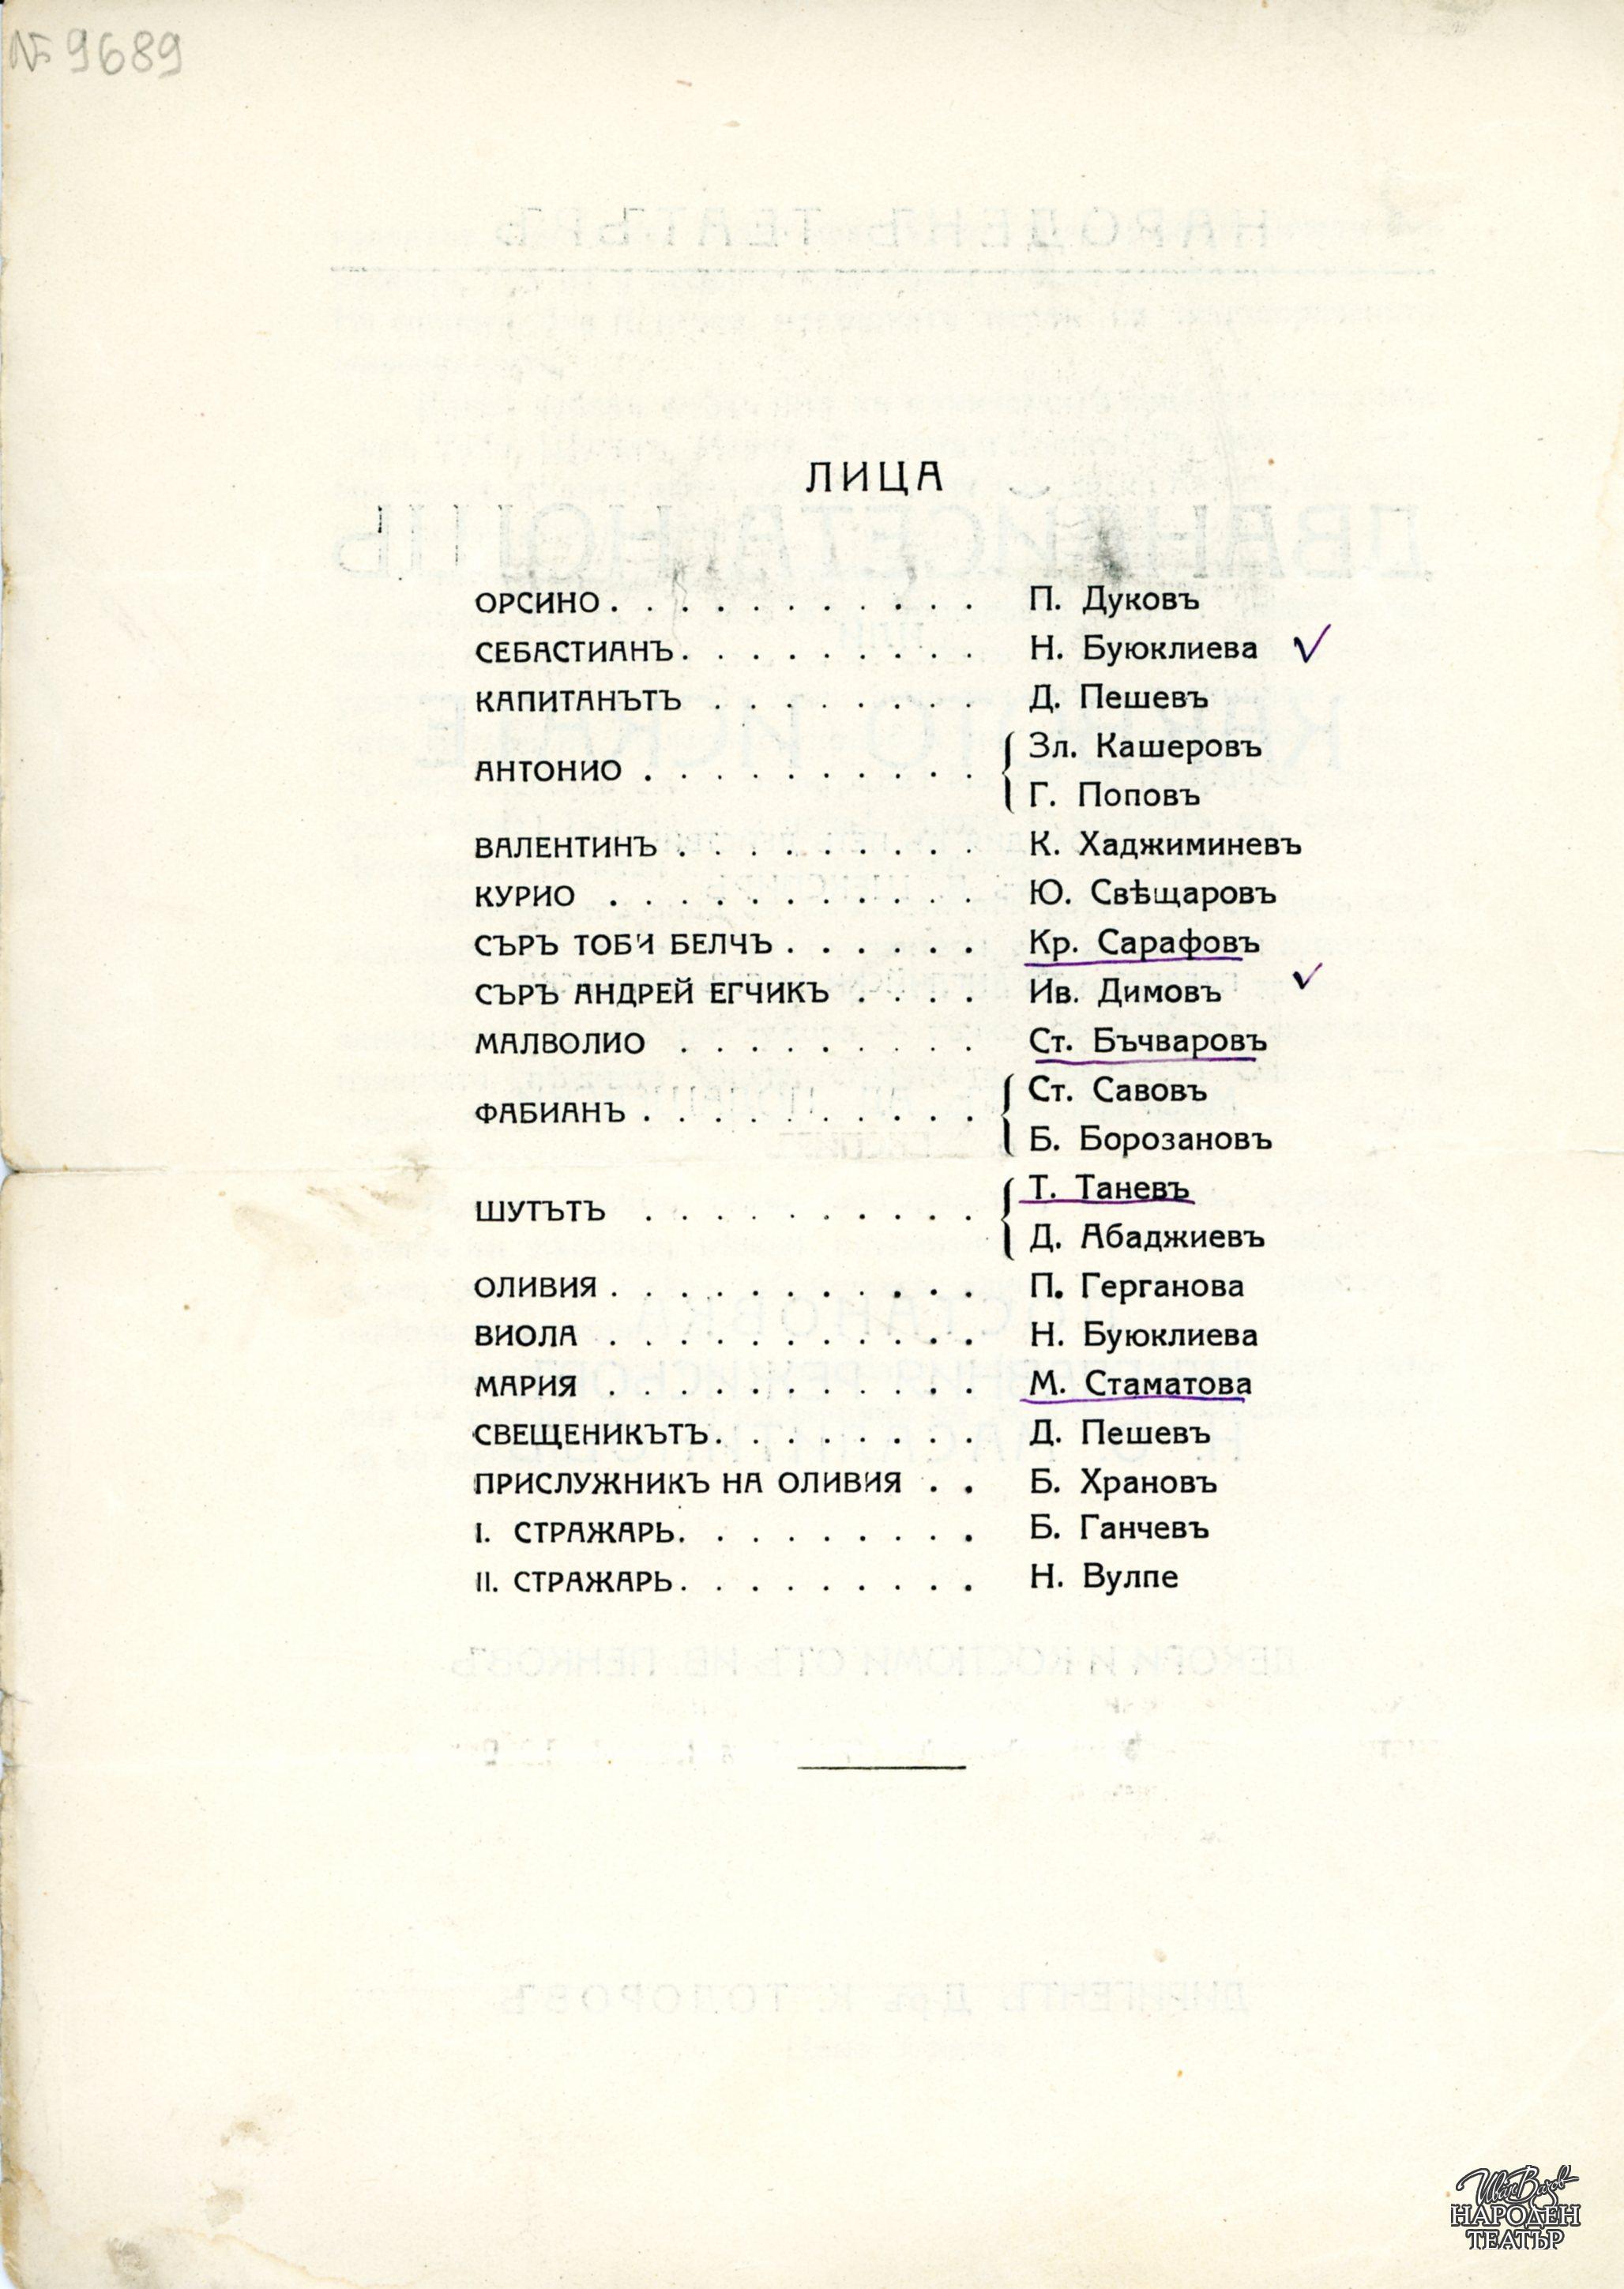 № 9689
ЛИЦА
ОРСИНО . . . . . . . . . . . П. Дуковъ
СЕБАСТИАНЪ . . . . . . . . . Н. Буюклиева
КАПИТАНЪТЪ . . . . . . . . Д. Пешевъ
АНТОНИО . . . . . . . . . . { Зл. Кашеровъ
Г. Поповъ
ВАЛЕНТИНЪ . . . . . . . . . К. Хаджиминевъ
КУРИО . . . . . . . . . . . Ю. Свѣщаровъ
СЪРЪ ТОБИ БЕЛЧЪ . . . . . . Кр. Сарафовъ
СЪРЪ АНДРЕЙ ЕГЧИКЪ . . . . Ив. Димовъ
МАЛВОЛИО . . . . . . . . . Ст. Бъчваровъ
ФАБИАНЪ . . . . . . . . . . { Ст. Савовъ
Б. Борозановъ
ШУТЪТЪ . . . . . . . . . . { Т. Таневъ
Д. Абаджиевъ
ОЛИВИЯ . . . . . . . . . . . П. Герганова
ВИОЛА . . . . . . . . . . . Н. Буюклиева
МАРИЯ . . . . . . . . . . . М. Стаматова
СВЕЩЕНИКЪТЪ . . . . . . . . Д. Пешевъ
ПРИСЛУЖНИКЪ НА ОЛИВИЯ . . Б. Храновъ
I. СТРАЖАРЬ . . . . . . . . . Б. Ганчевъ
II. СТРАЖАРЬ . . . . . . . . . Н. Вулпе
Иван Вазов
НАРОДЕН
ТЕАТЪР